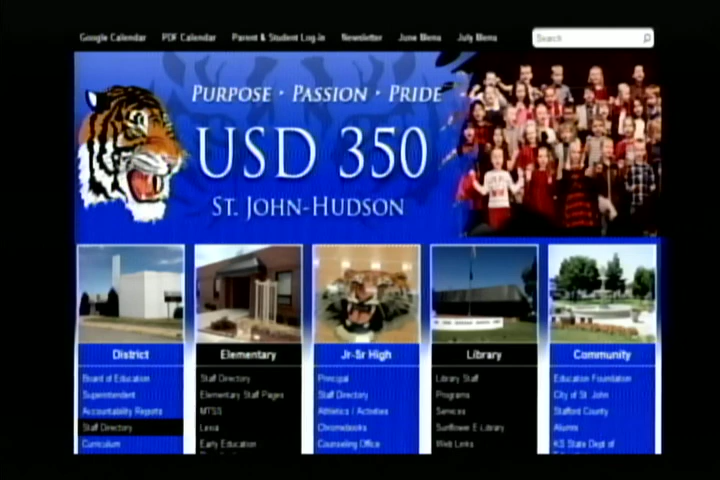 Google Calendar PDF Calendar Parent & Student Log-in Newsletter June Menu July Menu Search
PURPOSE · PASSION · PRIDE
USD 350
ST. JOHN-HUDSON
District
Board of Education
Superintendent
Accountability Reports
Staff Directory
Curriculum
Elementary
Staff Directory
Elementary Staff Pages
MTSS
Lexia
Early Education
Jr-Sr High
Principal
Staff Directory
Athletics / Activities
Chromebooks
Counseling Office
Library
Library Staff
Programs
Services
Sunflower E-Library
Web Links
Community
Education Foundation
City of St. John
Stafford County
Alumni
KS State Dept of